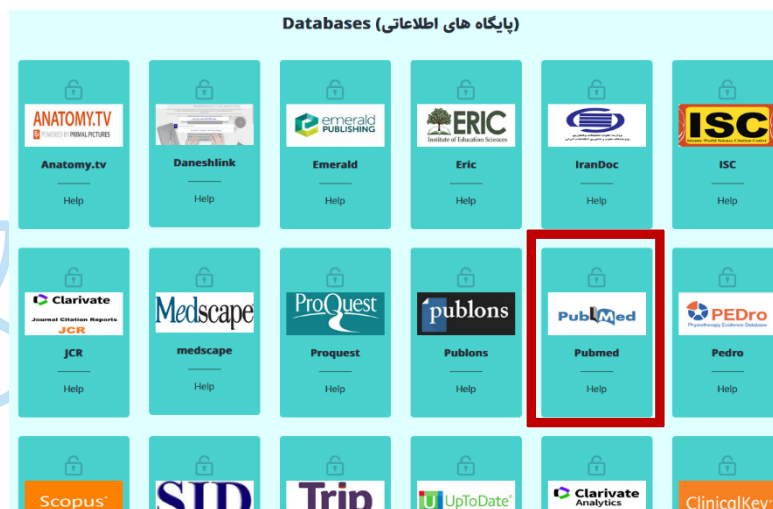 Databases (پایگاه های اطلاعاتی)
ANATOMY.TV
POWERED BY PRIMAL PICTURES
emerald
PUBLISHING
ERIC
Institute of Education Sciences
ISC
Anatomy.tv
Daneshlink
Emerald
Eric
IranDoc
ISC
Help
Help
Help
Help
Help
Help
Clarivate
Journal Citation Reports
JCR
Medscape
ProQuest
publons
PubMed
PEDro
Physiotherapy Evidence Database
JCR
medscape
Proquest
Publons
Pubmed
Pedro
Help
Help
Help
Help
Help
Help
Scopus
SID
Trip
UpToDate
Clarivate
Analytics
ClinicalKey